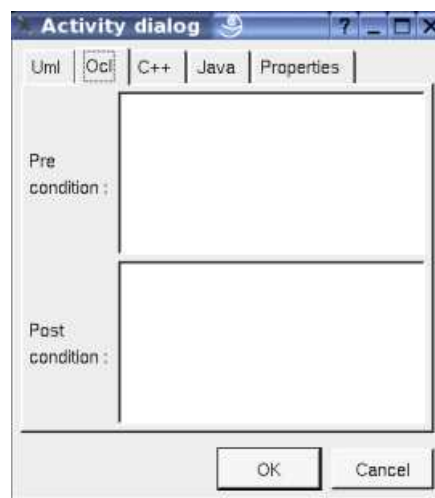 Activity dialog
Uml Ocl C++ Java Properties
Pre
condition :
Post
condition :
OK Cancel